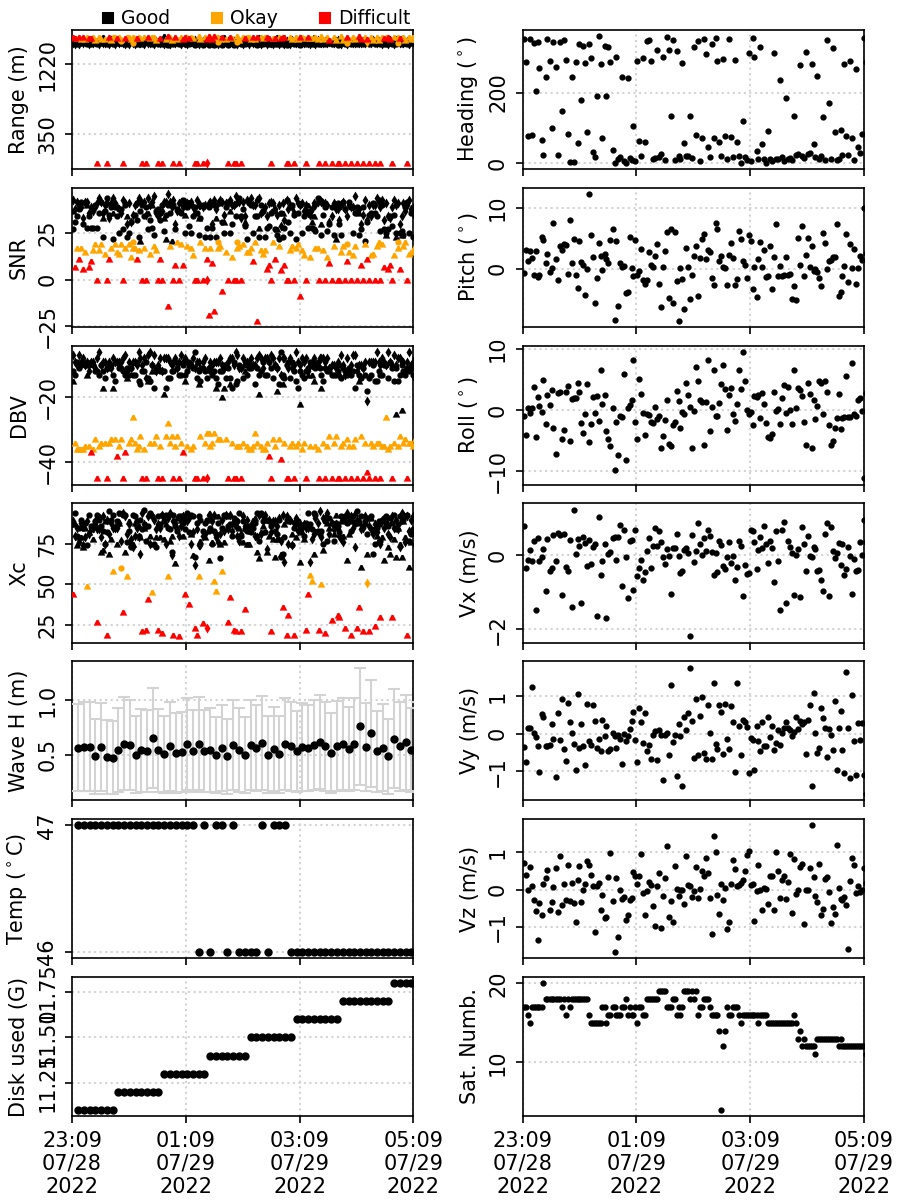 Good Okay Difficult
Range (m)
1220
350
Heading (°)
200
0
SNR
25
0
−25
Pitch (°)
10
0
DBV
−20
−40
Roll (°)
10
0
−10
Xc
75
50
25
Vx (m/s)
0
−2
Wave H (m)
1.0
0.5
Vy (m/s)
1
0
−1
Temp (°C)
47
46
Vz (m/s)
1
0
−1
Disk used (G)
11.75
11.50
11.25
Sat. Numb.
20
10
23:09 01:09 03:09 05:09
07/28 07/29 07/29 07/29
2022 2022 2022 2022
23:09 01:09 03:09 05:09
07/28 07/29 07/29 07/29
2022 2022 2022 2022